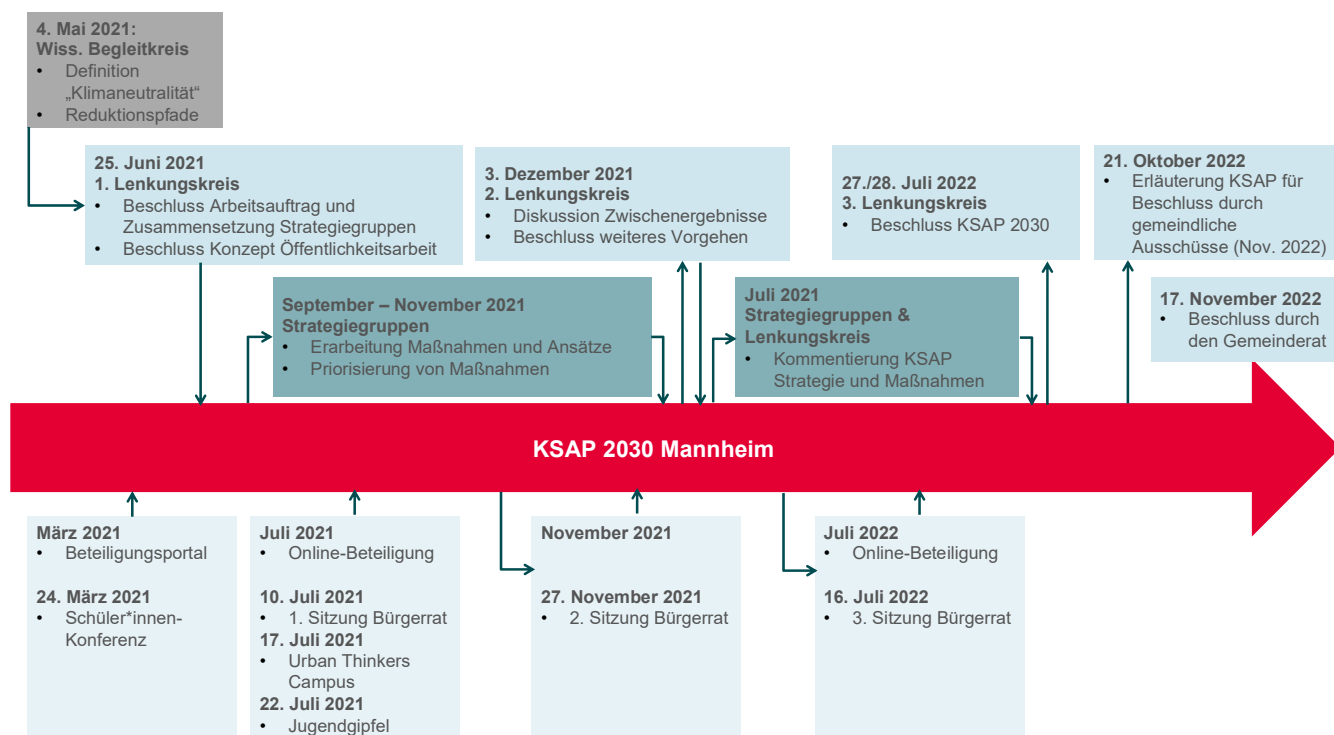 4. Mai 2021:
Wiss. Begleitkreis
• Definition
„Klimaneutralität“
• Reduktionspfade
25. Juni 2021
1. Lenkungskreis
• Beschluss Arbeitsauftrag und
Zusammensetzung Strategiegruppen
• Beschluss Konzept Öffentlichkeitsarbeit
3. Dezember 2021
2. Lenkungskreis
• Diskussion Zwischenergebnisse
• Beschluss weiteres Vorgehen
27./28. Juli 2022
3. Lenkungskreis
• Beschluss KSAP 2030
21. Oktober 2022
• Erläuterung KSAP für
Beschluss durch
gemeindliche
Ausschüsse (Nov. 2022)
September – November 2021
Strategiegruppen
• Erarbeitung Maßnahmen und Ansätze
• Priorisierung von Maßnahmen
Juli 2021
Strategiegruppen &
Lenkungskreis
• Kommentierung KSAP
Strategie und Maßnahmen
17. November 2022
• Beschluss durch
den Gemeinderat
KSAP 2030 Mannheim
März 2021
• Beteiligungsportal
24. März 2021
• Schüler*innen-
Konferenz
Juli 2021
• Online-Beteiligung
10. Juli 2021
• 1. Sitzung Bürgerrat
17. Juli 2021
• Urban Thinkers
Campus
22. Juli 2021
• Jugendgipfel
November 2021
27. November 2021
• 2. Sitzung Bürgerrat
Juli 2022
• Online-Beteiligung
16. Juli 2022
• 3. Sitzung Bürgerrat